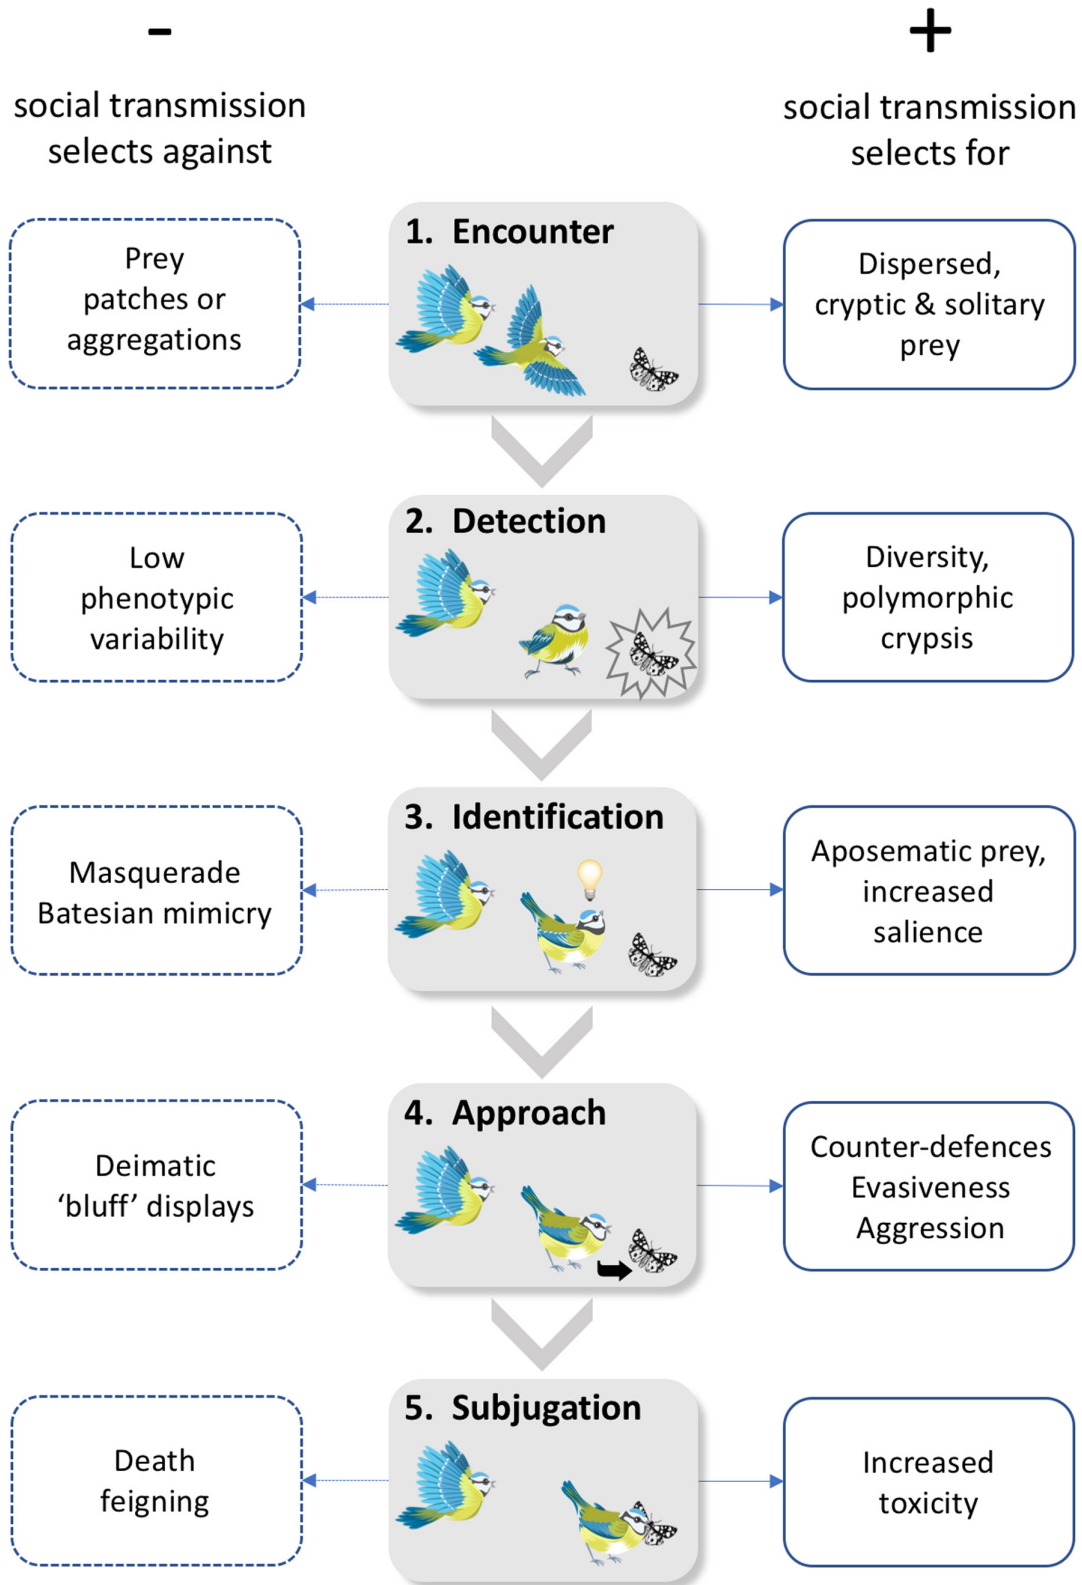 -
+
social transmission
selects against
social transmission
selects for
Prey
patches or
aggregations
1. Encounter
Dispersed,
cryptic & solitary
prey
Low
phenotypic
variability
2. Detection
Diversity,
polymorphic
crypsis
Masquerade
Batesian mimicry
3. Identification
Aposematic prey,
increased
salience
Deimatic
‘bluff’ displays
4. Approach
Counter-defences
Evasiveness
Aggression
Death
feigning
5. Subjugation
Increased
toxicity